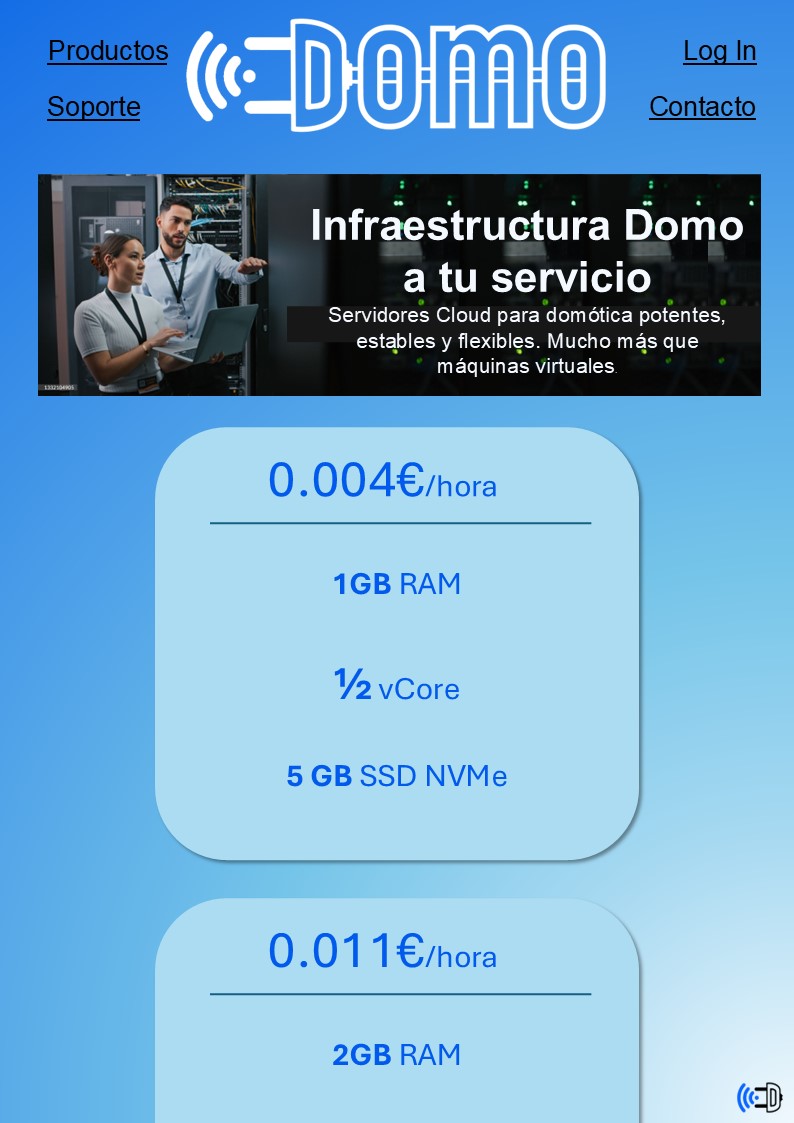 Productos
Soporte
Domo
Log In
Contacto
Infraestructura Domo
a tu servicio
Servidores Cloud para domótica potentes,
estables y flexibles. Mucho más que
máquinas virtuales.
0.004€/hora
1GB RAM
½ vCore
5 GB SSD NVMe
0.011€/hora
2GB RAM